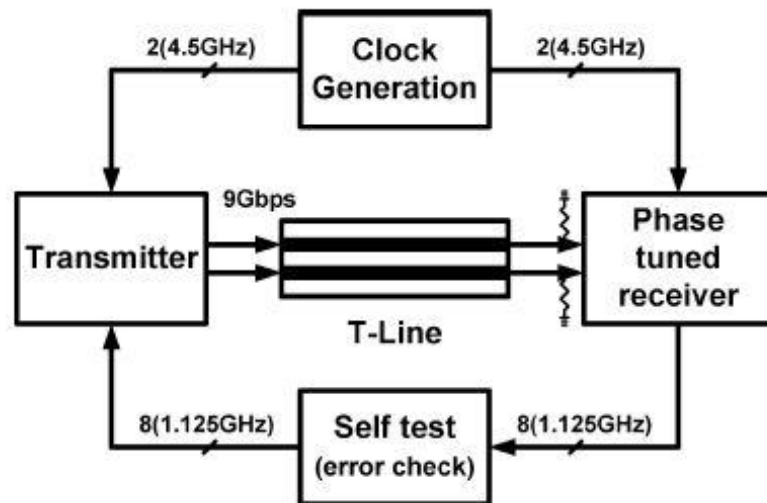 2(4.5GHz)
Clock
Generation
2(4.5GHz)
9Gbps
Transmitter
T-Line
Phase
tuned
receiver
8(1.125GHz)
Self test
(error check)
8(1.125GHz)